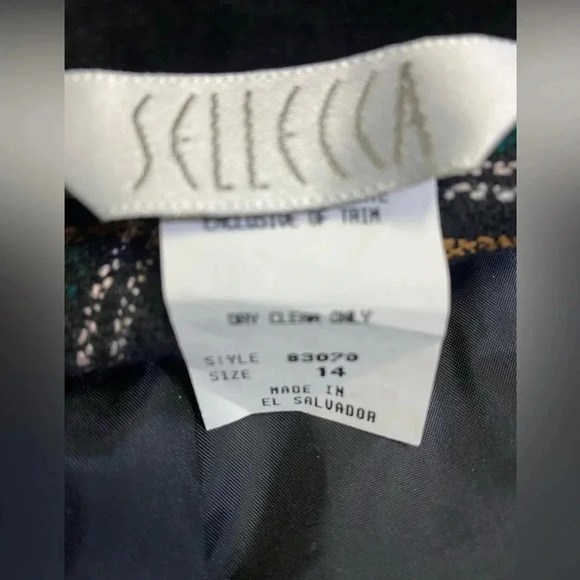 SELLECCA
EXCLUSIVE OF TRIM
DRY CLEAN ONLY
STYLE 83070
SIZE 14
MADE IN
EL SALVADOR